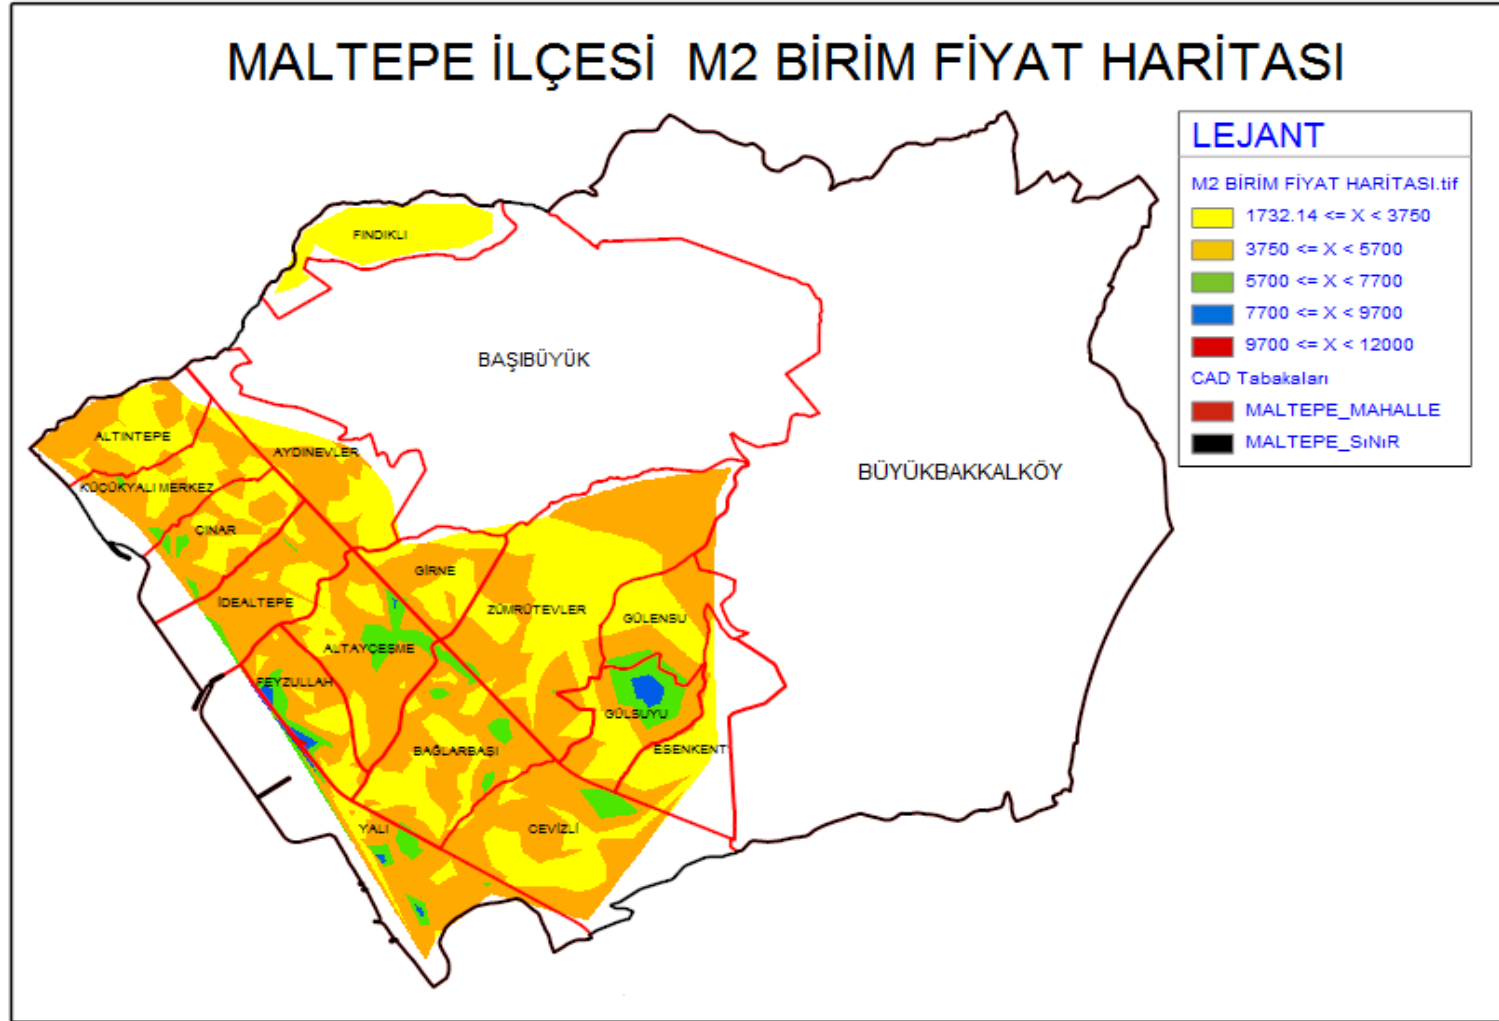 MALTEPE İLÇESİ M2 BİRİM FİYAT HARİTASI
LEJANT
M2 BİRİM FİYAT HARİTASI.tif
1732.14 <= X < 3750
3750 <= X < 5700
5700 <= X < 7700
7700 <= X < 9700
9700 <= X < 12000
CAD Tabakaları
MALTEPE_MAHALLE
MALTEPE_SıNıR
FINDIKLI
BAŞIBÜYÜK
ALTINTEPE
AYDINEVLER
BÜYÜKBAKKALKÖY
KÜÇÜKYALI MERKEZ
ÇINAR
GİRNE
İDEALTEPE
ZÜMRÜTEVLER
GÜLENSU
ALTAYÇEŞME
FEYZULLAH
GÜLSUYU
BAĞLARBAŞI
ESENKENT
YALI
CEVİZLİ